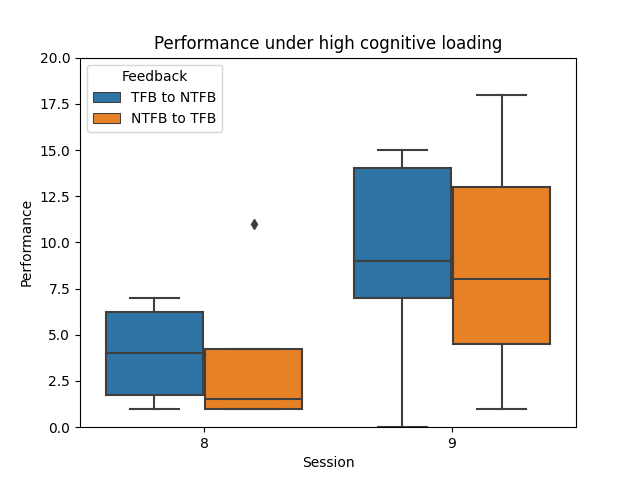 Performance under high cognitive loading
20.0
17.5
15.0
12.5
10.0
7.5
5.0
2.5
0.0
Performance
Feedback
TFB to NTFB
NTFB to TFB
8
9
Session